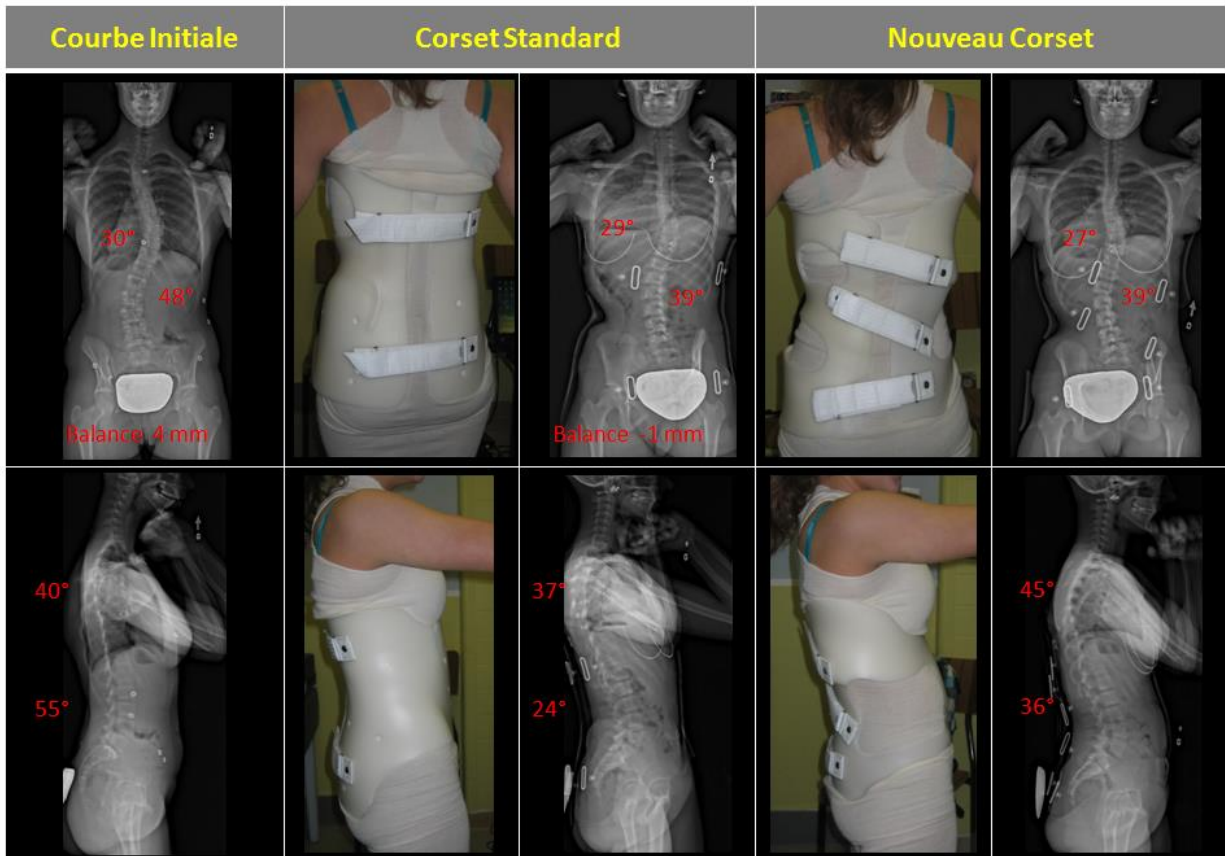 Courbe Initiale
Corset Standard
Nouveau Corset
30°
48°
Balance 4 mm
29°
39°
Balance -1 mm
27°
39°
40°
55°
37°
24°
45°
36°